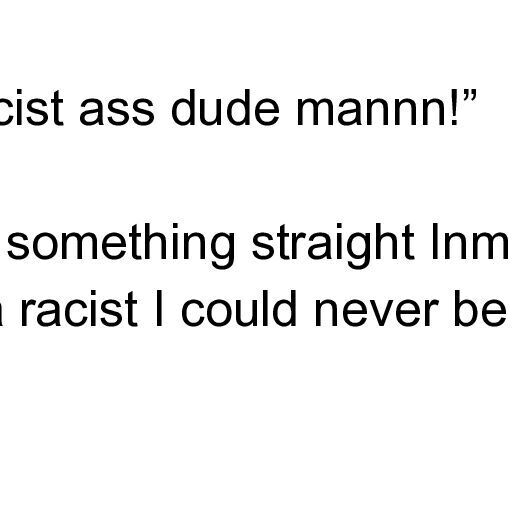 cist ass dude mannn!”
something straight Inm
a racist I could never be